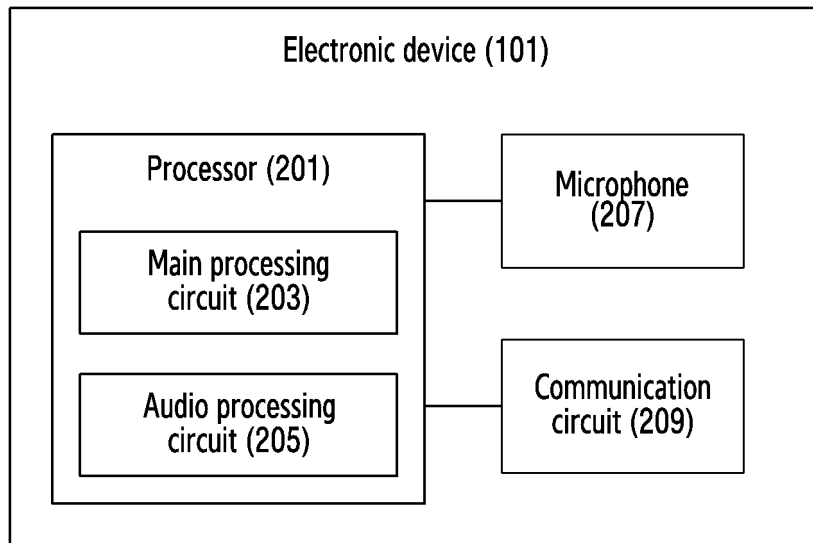 Electronic device (101)
Processor (201)
Main processing
circuit (203)
Audio processing
circuit (205)
Microphone
(207)
Communication
circuit (209)